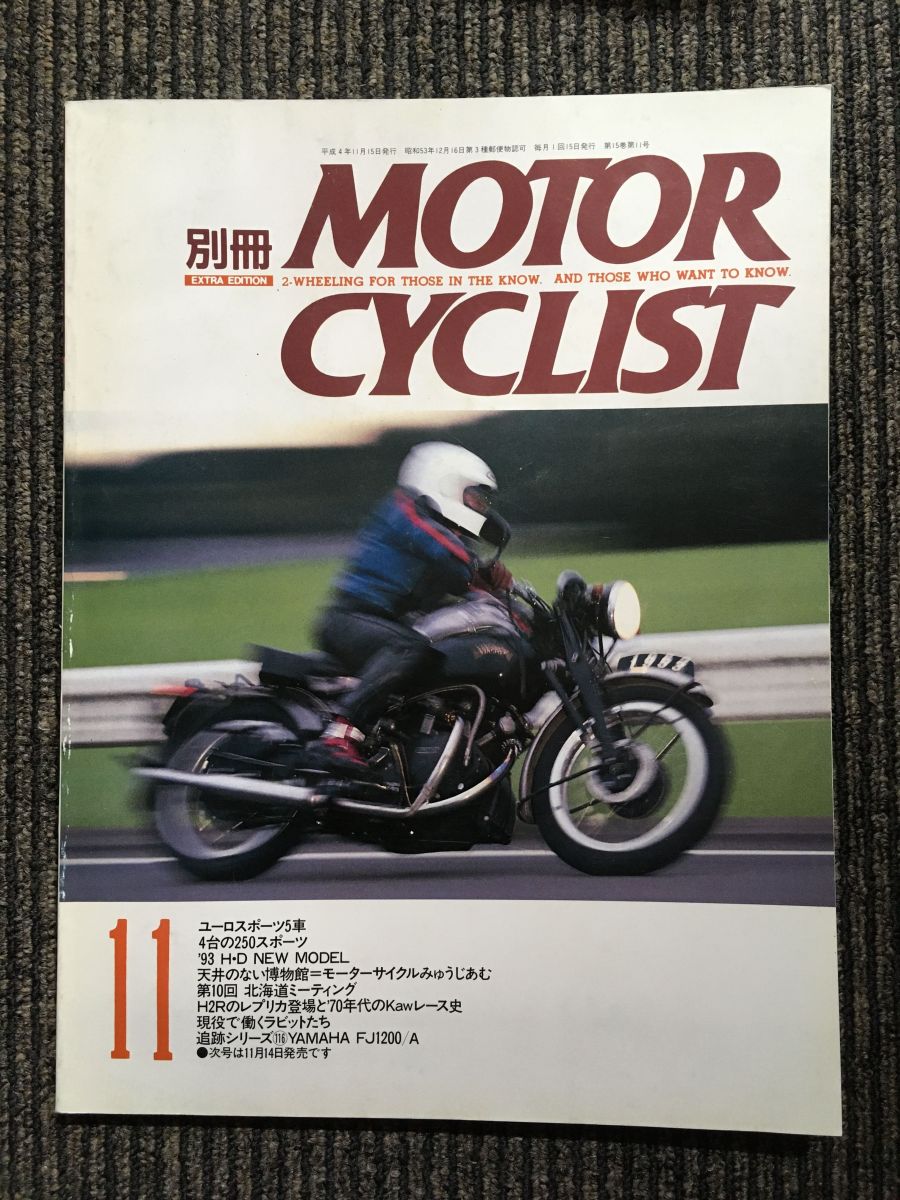 平成4年11月15日発行 昭和53年12月16日第3種郵便物認可 毎月1回15日発行 第15巻第11号
別冊
EXTRA EDITION
MOTOR
2-WHEELING FOR THOSE IN THE KNOW. AND THOSE WHO WANT TO KNOW.
CYCLIST
1983
11
ユーロスポーツ5車
4台の250スポーツ
'93 H•D NEW MODEL
天井のない博物館=モーターサイクルみゅうじあむ
第10回 北海道ミーティング
H2Rのレプリカ登場と'70年代のKawレース史
現役で働くラビットたち
追跡シリーズ⑯YAMAHA FJ1200/A
●次号は11月14日発売です